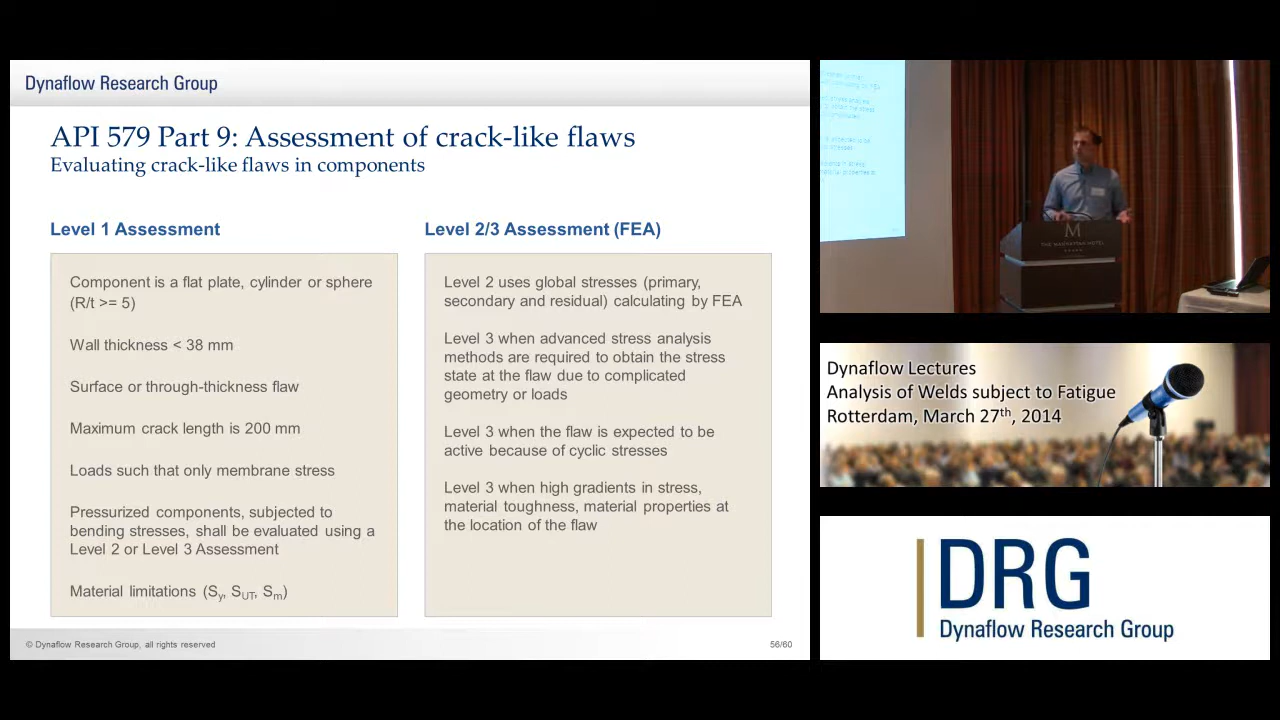 Dynaflow Research Group
API 579 Part 9: Assessment of crack-like flaws
Evaluating crack-like flaws in components
Level 1 Assessment
Component is a flat plate, cylinder or sphere
(R/t >= 5)
Wall thickness < 38 mm
Surface or through-thickness flaw
Maximum crack length is 200 mm
Loads such that only membrane stress
Pressurized components, subjected to
bending stresses, shall be evaluated using a
Level 2 or Level 3 Assessment
Material limitations (Sy, SUT, Sm)
Level 2/3 Assessment (FEA)
Level 2 uses global stresses (primary,
secondary and residual) calculating by FEA
Level 3 when advanced stress analysis
methods are required to obtain the stress
state at the flaw due to complicated
geometry or loads
Level 3 when the flaw is expected to be
active because of cyclic stresses
Level 3 when high gradients in stress,
material toughness, material properties at
the location of the flaw
© Dynaflow Research Group, all rights reserved
56/60
M
THE MANHATTAN HOTEL
Dynaflow Lectures
Analysis of Welds subject to Fatigue
Rotterdam, March 27th, 2014
DRG
Dynaflow Research Group